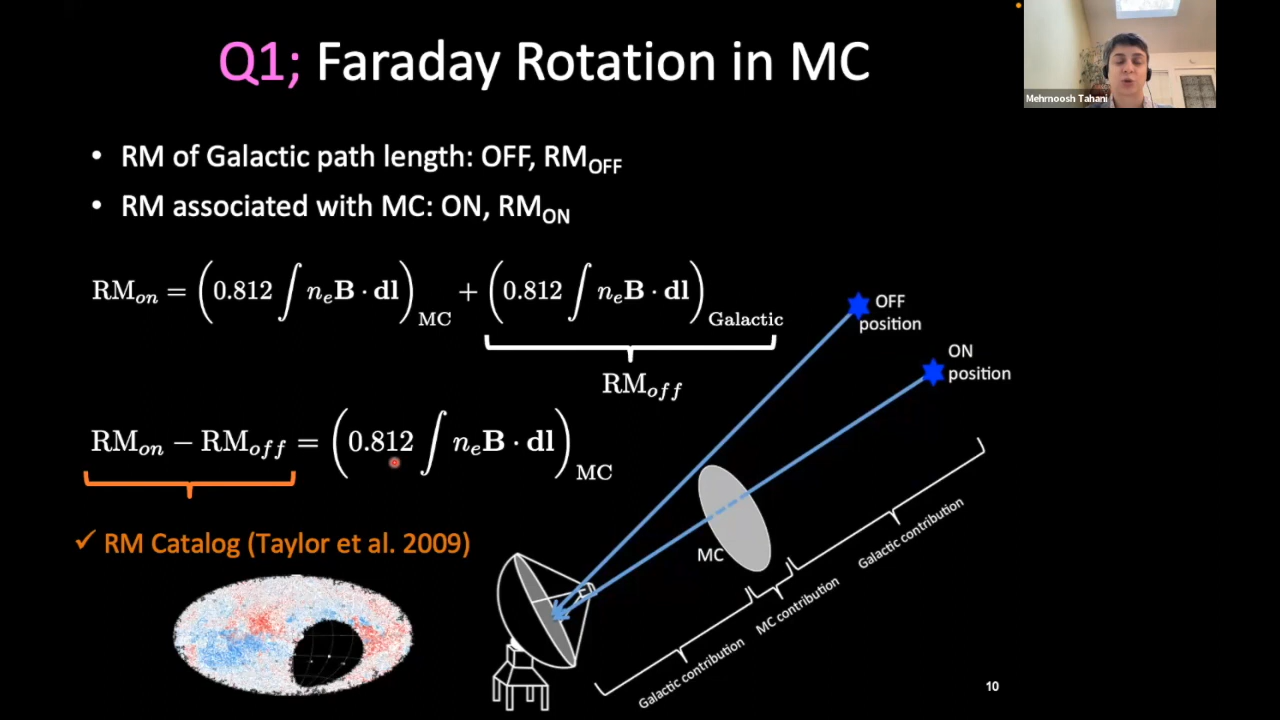 Q1; Faraday Rotation in MC
Mehrnoosh Tahani
• RM of Galactic path length: OFF, RM_OFF
• RM associated with MC: ON, RM_ON
RM_on = (0.812 ∫ n_e B · dl)_MC + (0.812 ∫ n_e B · dl)_Galactic
RM_off
RM_on − RM_off = (0.812 ∫ n_e B · dl)_MC
✓ RM Catalog (Taylor et al. 2009)
OFF
position
ON
position
MC
Galactic contribution
MC contribution
Galactic contribution
10